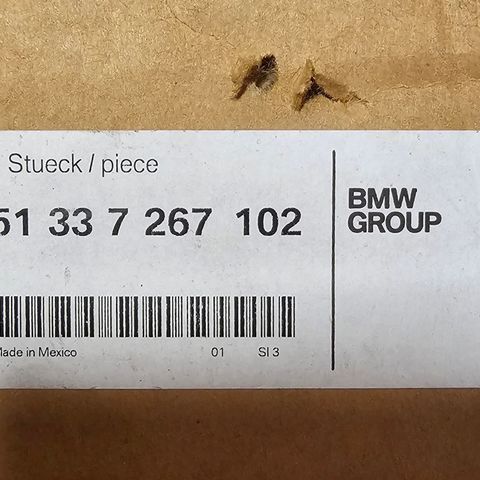 Stueck / piece
51 33 7 267 102
BMW
GROUP
Made in Mexico
01
SI 3